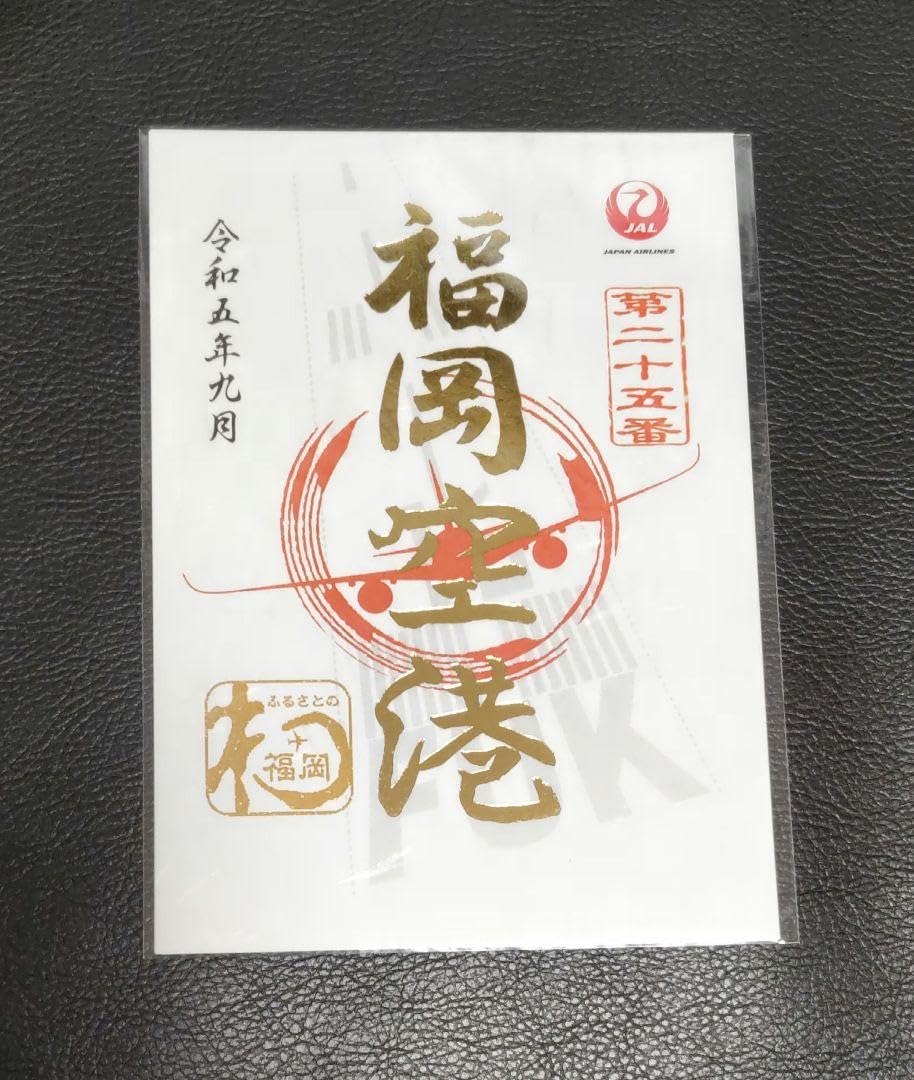 JAL
JAPAN AIRLINES
第二十五番
福岡空港
令和五年九月
ふるさとの
和
福岡
FUK